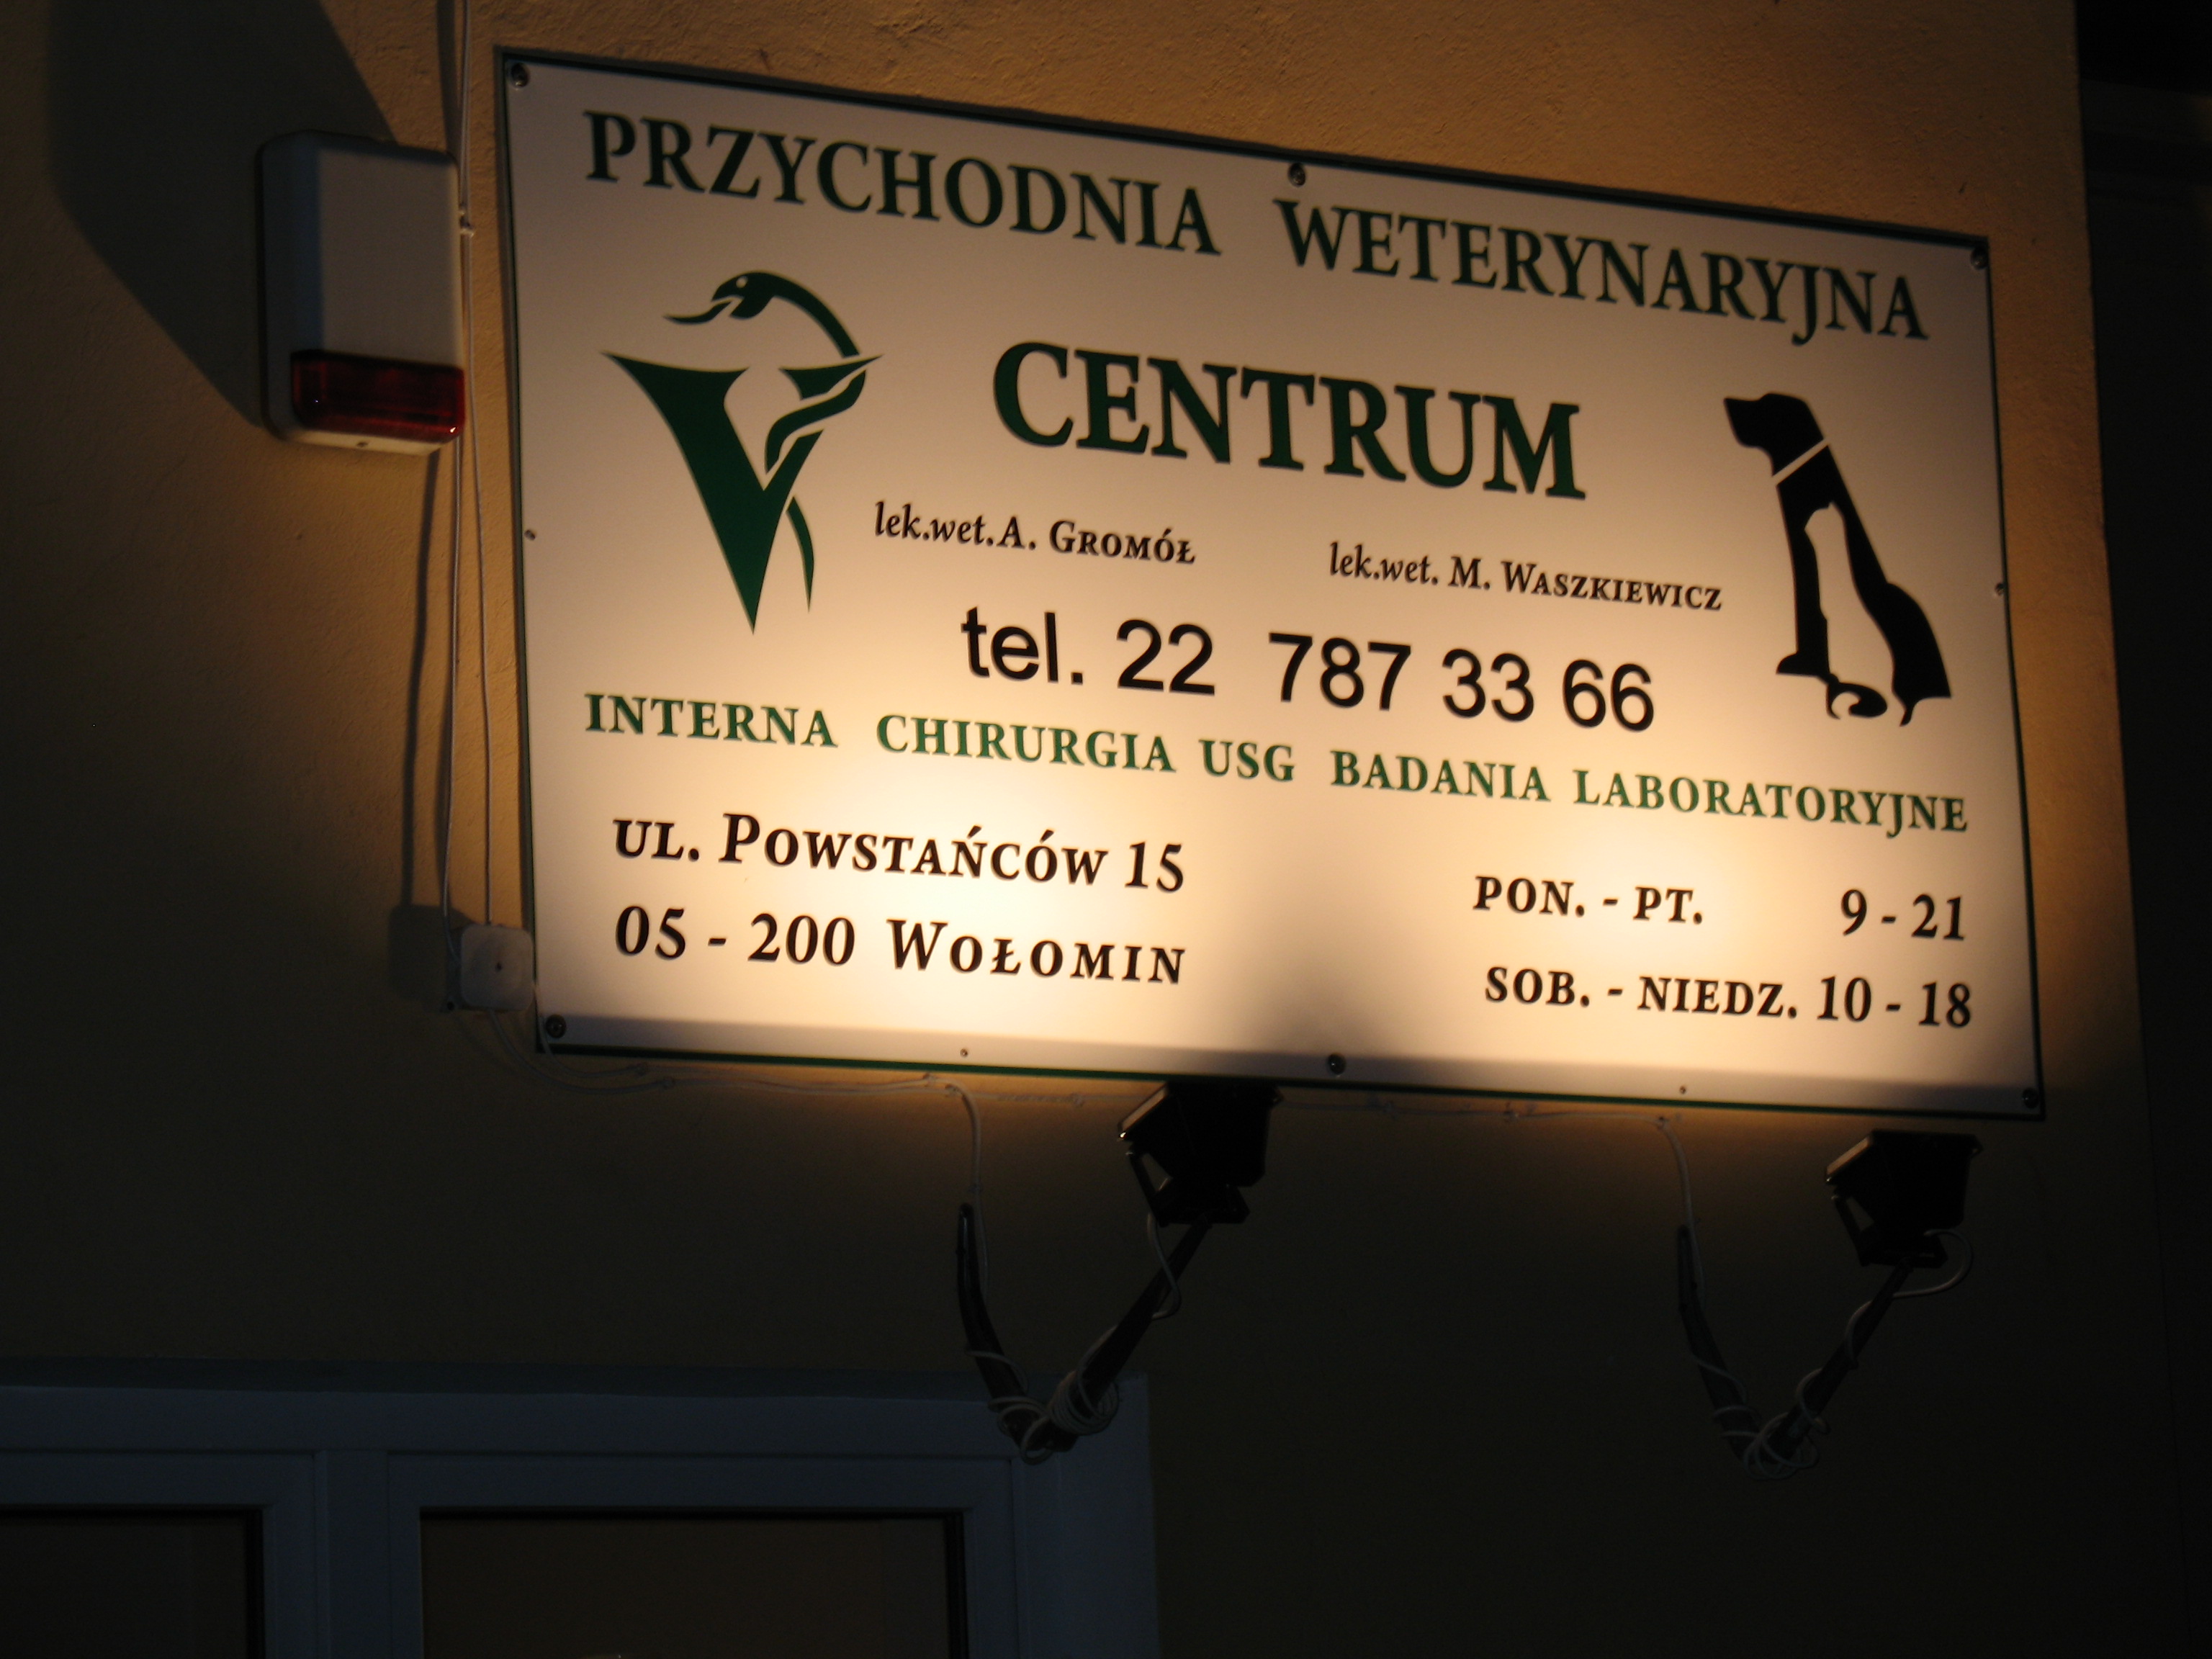 PRZYCHODNIA WETERYNARYJNA
CENTRUM
lek.wet.A. GROMÓŁ lek.wet. M. WASZKIEWICZ
tel. 22 787 33 66
INTERNA CHIRURGIA USG BADANIA LABORATORYJNE
UL. POWSTAŃCÓW 15
05 - 200 WOŁOMIN
PON. - PT. 9 - 21
SOB. - NIEDZ. 10 - 18